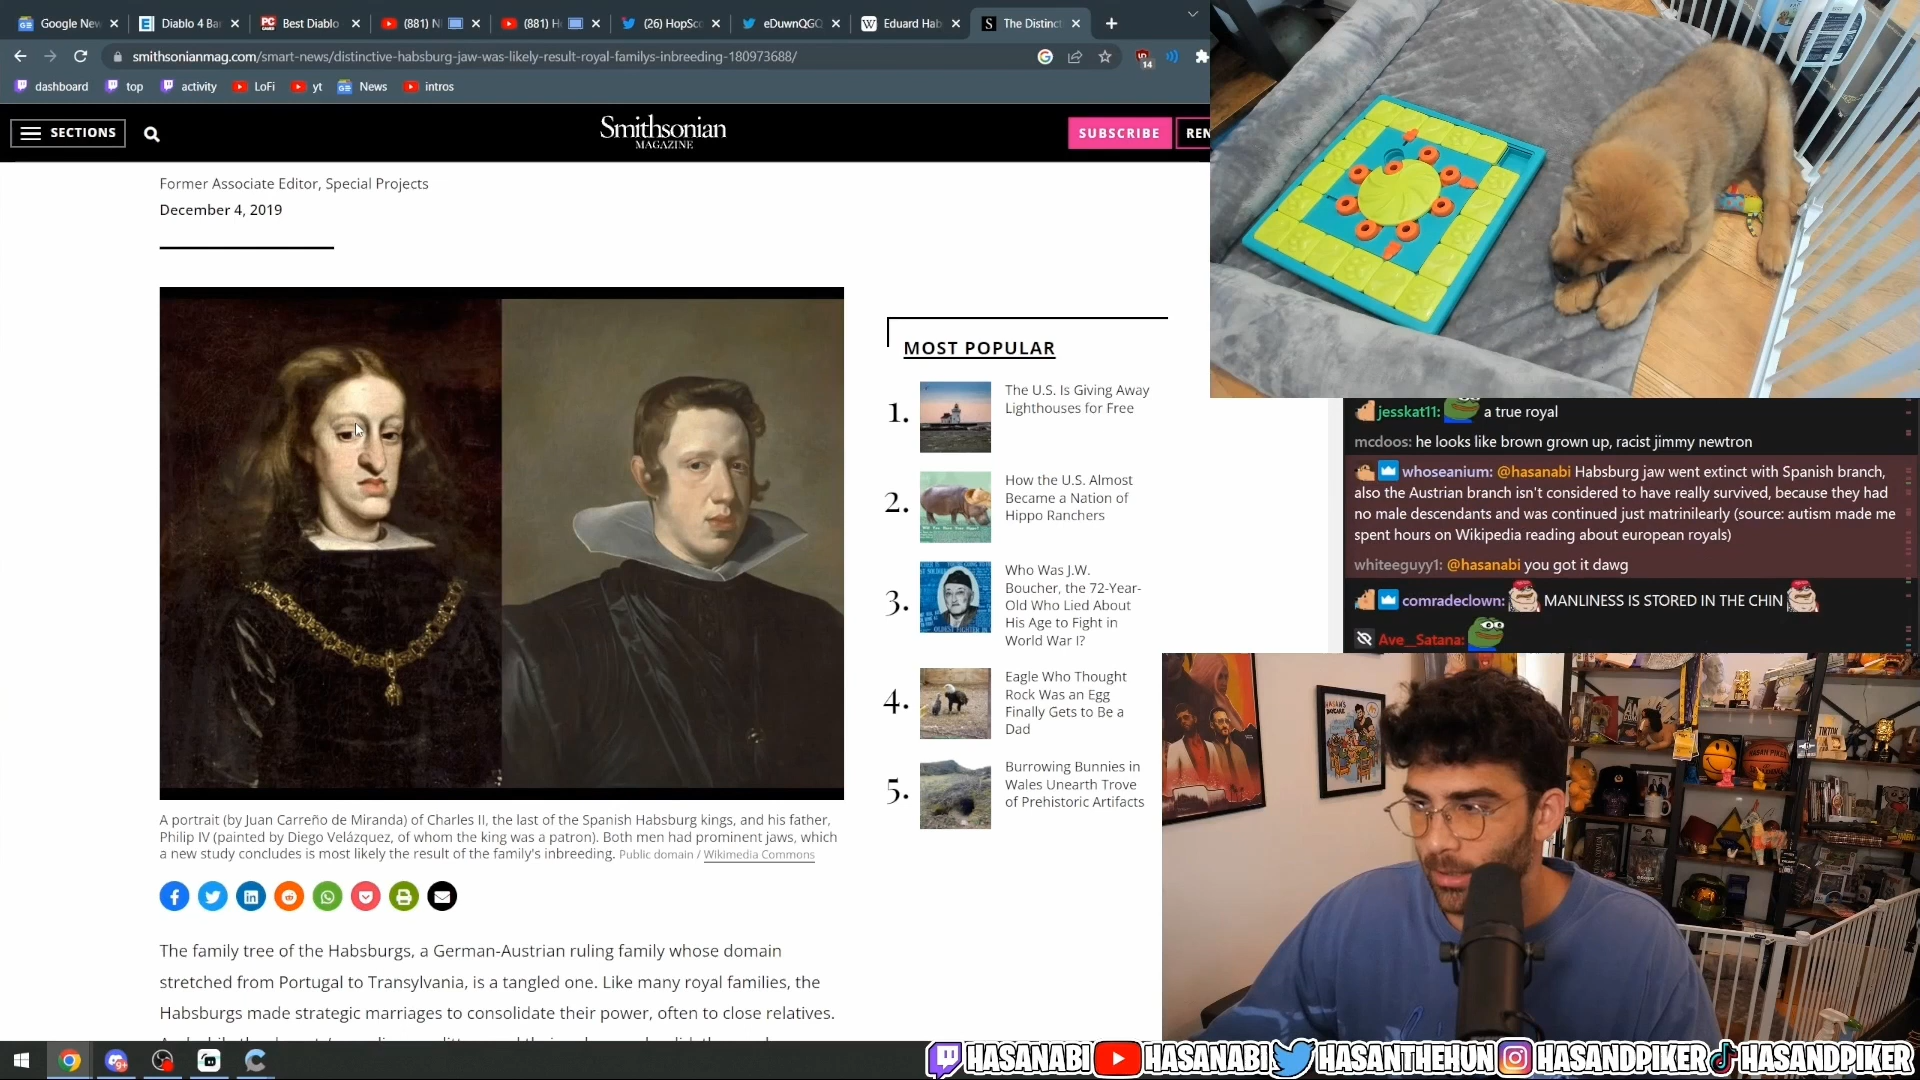 Google New
Diablo 4 Bar
Best Diablo
(881) N
(881) H
(26) HopSco
eDuwnQGQ
Eduard Hab
The Distinct
smithsonianmag.com/smart-news/distinctive-habsburg-jaw-was-likely-result-royal-familys-inbreeding-180973688/
14
dashboard
top
activity
LoFi
yt
News
intros
SECTIONS
Smithsonian
MAGAZINE
SUBSCRIBE
REN
Former Associate Editor, Special Projects
December 4, 2019
MOST POPULAR
1.
The U.S. Is Giving Away
Lighthouses for Free
2.
How the U.S. Almost
Became a Nation of
Hippo Ranchers
3.
Who Was J.W.
Boucher, the 72-Year-
Old Who Lied About
His Age to Fight in
World War I?
4.
Eagle Who Thought
Rock Was an Egg
Finally Gets to Be a
Dad
5.
Burrowing Bunnies in
Wales Unearth Trove
of Prehistoric Artifacts
A portrait (by Juan Carreño de Miranda) of Charles II, the last of the Spanish Habsburg kings, and his father,
Philip IV (painted by Diego Velázquez, of whom the king was a patron). Both men had prominent jaws, which
a new study concludes is most likely the result of the family's inbreeding. Public domain / Wikimedia Commons
The family tree of the Habsburgs, a German-Austrian ruling family whose domain
stretched from Portugal to Transylvania, is a tangled one. Like many royal families, the
Habsburgs made strategic marriages to consolidate their power, often to close relatives.
jesskat11: a true royal
mcdoos: he looks like brown grown up, racist jimmy newtron
whoseanium: @hasanabi Habsburg jaw went extinct with Spanish branch,
also the Austrian branch isn't considered to have really survived, because they had
no male descendants and was continued just matrinilearly (source: autism made me
spent hours on Wikipedia reading about european royals)
whiteeguyy1: @hasanabi you got it dawg
comradeclown: MANLINESS IS STORED IN THE CHIN
Ave__Satana:
HASANABI HASANABI HASANTHEHUN HASANDPIKER HASANDPIKER